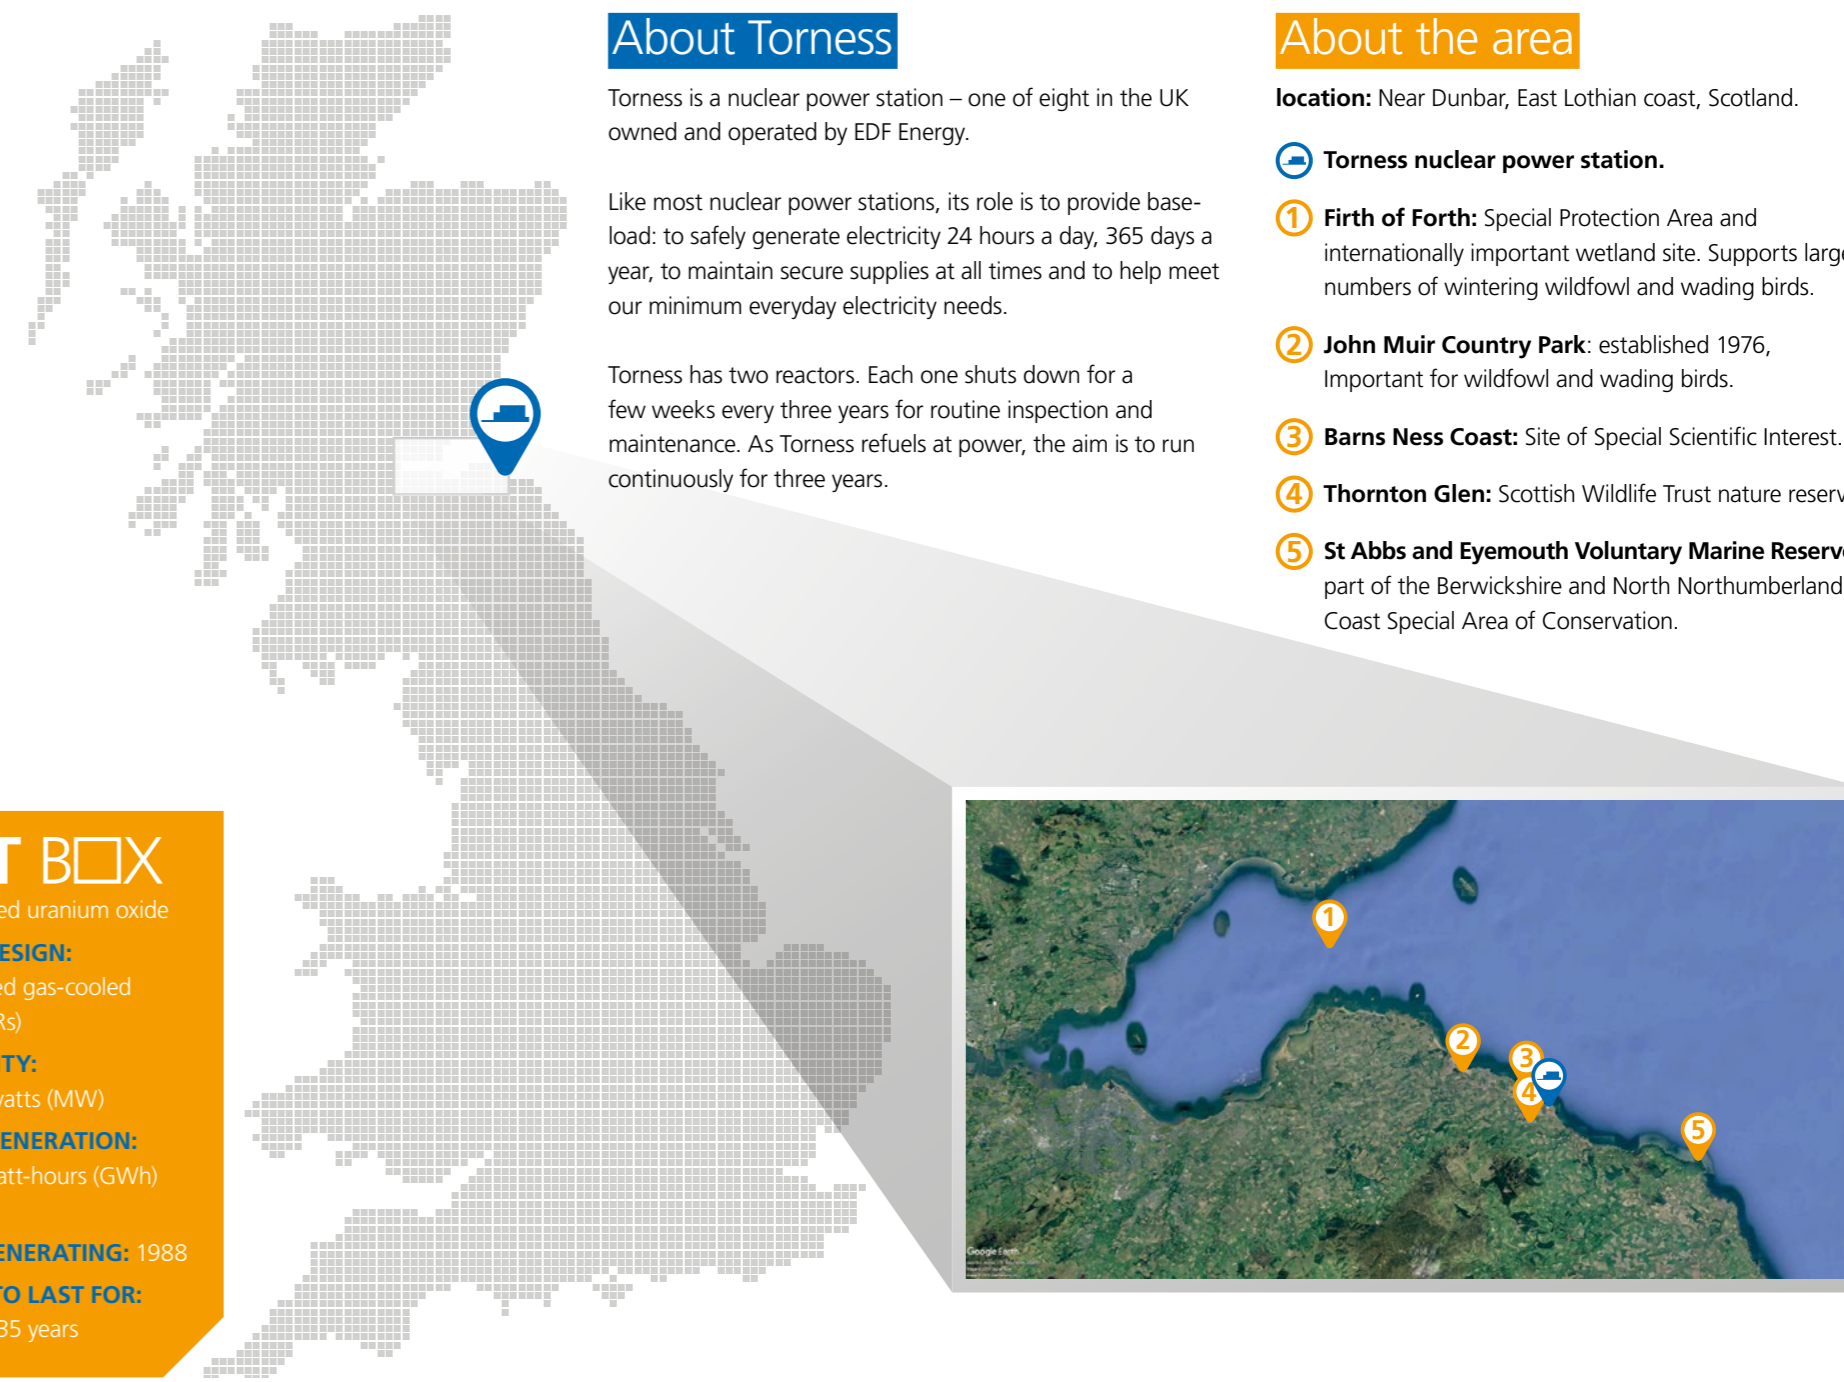 About Torness
Torness is a nuclear power station – one of eight in the UK
owned and operated by EDF Energy.
Like most nuclear power stations, its role is to provide base-
load: to safely generate electricity 24 hours a day, 365 days a
year, to maintain secure supplies at all times and to help meet
our minimum everyday electricity needs.
Torness has two reactors. Each one shuts down for a
few weeks every three years for routine inspection and
maintenance. As Torness refuels at power, the aim is to run
continuously for three years.
About the area
location: Near Dunbar, East Lothian coast, Scotland.
Torness nuclear power station.
1 Firth of Forth: Special Protection Area and
internationally important wetland site. Supports large
numbers of wintering wildfowl and wading birds.
2 John Muir Country Park: established 1976,
Important for wildfowl and wading birds.
3 Barns Ness Coast: Site of Special Scientific Interest.
4 Thornton Glen: Scottish Wildlife Trust nature reserv
5 St Abbs and Eyemouth Voluntary Marine Reserv
part of the Berwickshire and North Northumberland
Coast Special Area of Conservation.
T BOX
ed uranium oxide
ESIGN:
ed gas-cooled
Rs)
TY:
watts (MW)
ENERATION:
att-hours (GWh)
ENERATING: 1988
TO LAST FOR:
35 years
1
2
3
4
5
Google Earth